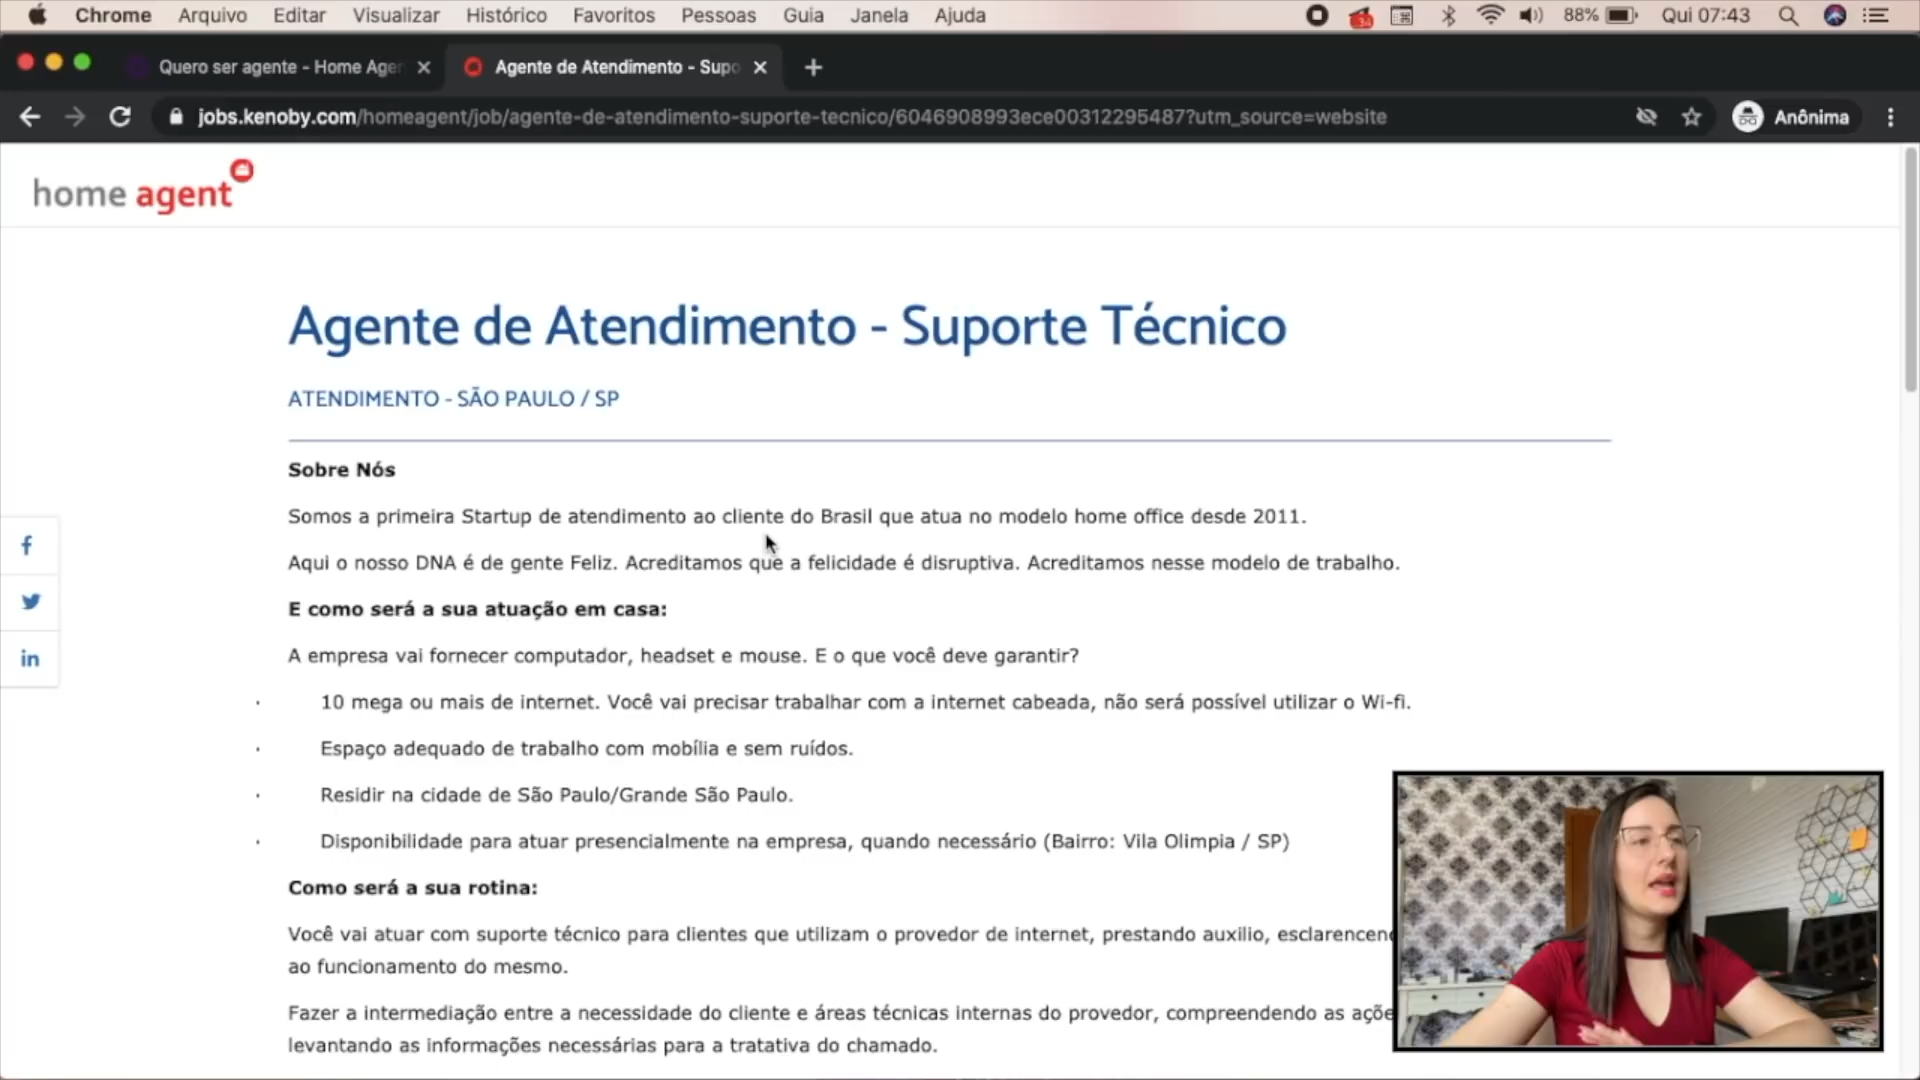 Chrome Arquivo Editar Visualizar Histórico Favoritos Pessoas Guia Janela Ajuda 34 88% Qui 07:43
Quero ser agente - Home Agen Agente de Atendimento - Supo
jobs.kenoby.com/homeagent/job/agente-de-atendimento-suporte-tecnico/6046908993ece00312295487?utm_source=website Anônima
home agent
Agente de Atendimento - Suporte Técnico
ATENDIMENTO - SÃO PAULO / SP
Sobre Nós
Somos a primeira Startup de atendimento ao cliente do Brasil que atua no modelo home office desde 2011.
Aqui o nosso DNA é de gente Feliz. Acreditamos que a felicidade é disruptiva. Acreditamos nesse modelo de trabalho.
E como será a sua atuação em casa:
A empresa vai fornecer computador, headset e mouse. E o que você deve garantir?
· 10 mega ou mais de internet. Você vai precisar trabalhar com a internet cabeada, não será possível utilizar o Wi-fi.
· Espaço adequado de trabalho com mobília e sem ruídos.
· Residir na cidade de São Paulo/Grande São Paulo.
· Disponibilidade para atuar presencialmente na empresa, quando necessário (Bairro: Vila Olimpia / SP)
Como será a sua rotina:
Você vai atuar com suporte técnico para clientes que utilizam o provedor de internet, prestando auxilio, esclarencenc
ao funcionamento do mesmo.
Fazer a intermediação entre a necessidade do cliente e áreas técnicas internas do provedor, compreendendo as açõe
levantando as informações necessárias para a tratativa do chamado.